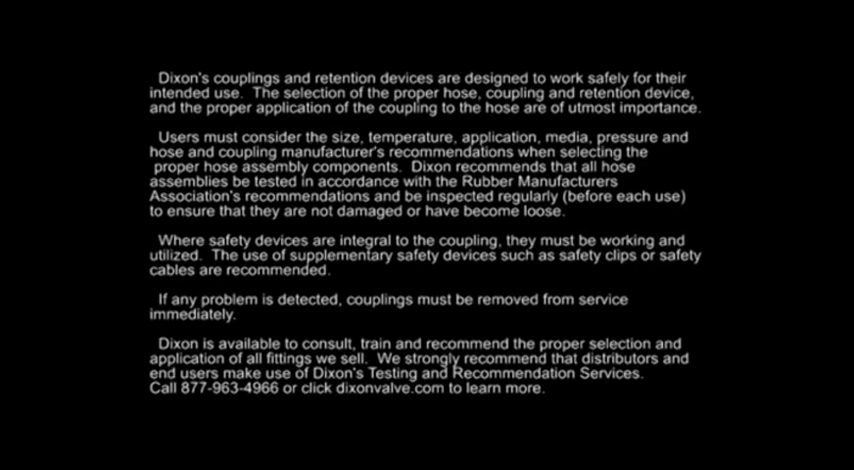 Dixon's couplings and retention devices are designed to work safely for their
intended use. The selection of the proper hose, coupling and retention device,
and the proper application of the coupling to the hose are of utmost importance.
Users must consider the size, temperature, application, media, pressure and
hose and coupling manufacturer's recommendations when selecting the
proper hose assembly components. Dixon recommends that all hose
assemblies be tested in accordance with the Rubber Manufacturers
Association's recommendations and be inspected regularly (before each use)
to ensure that they are not damaged or have become loose.
Where safety devices are integral to the coupling, they must be working and
utilized. The use of supplementary safety devices such as safety clips or safety
cables are recommended.
If any problem is detected, couplings must be removed from service
immediately.
Dixon is available to consult, train and recommend the proper selection and
application of all fittings we sell. We strongly recommend that distributors and
end users make use of Dixon's Testing and Recommendation Services.
Call 877-963-4966 or click dixonvalve.com to learn more.